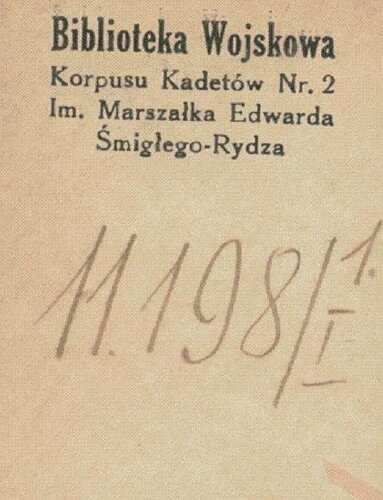 Biblioteka Wojskowa
Korpusu Kadetów Nr. 2
Im. Marszałka Edwarda
Śmigłego-Rydza
11.198/I 1.